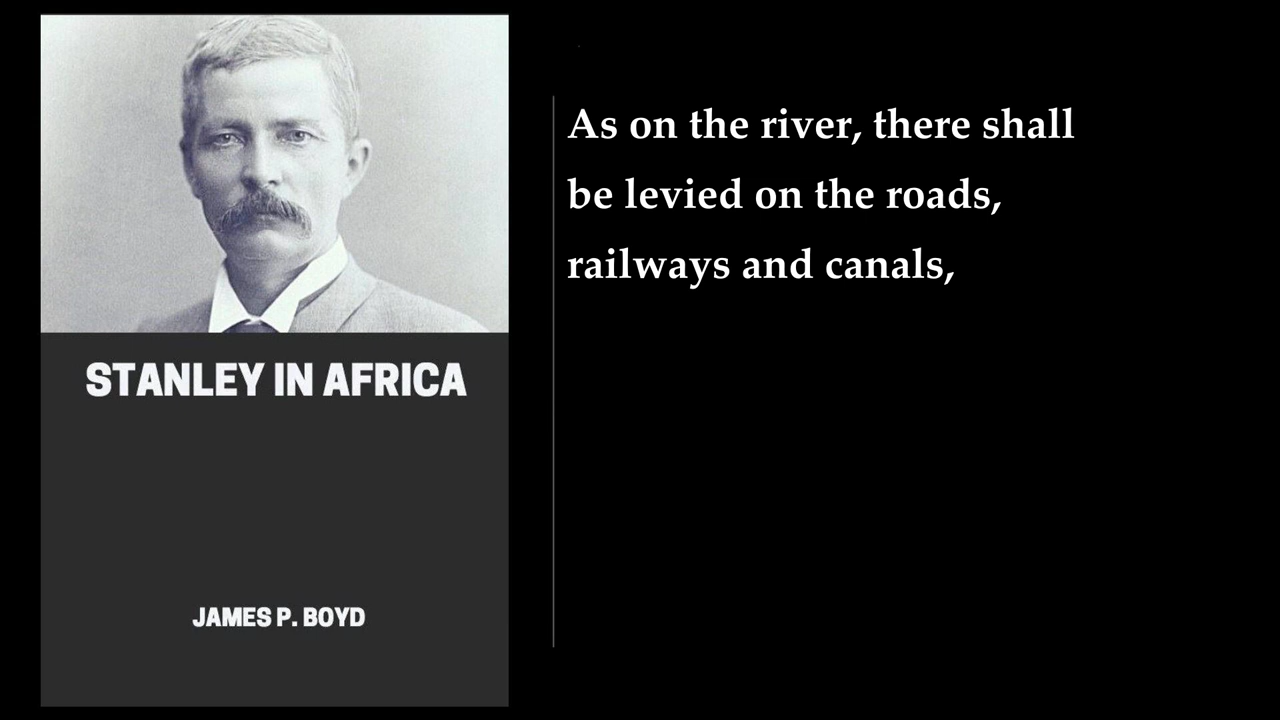 STANLEY IN AFRICA
JAMES P. BOYD
As on the river, there shall
be levied on the roads,
railways and canals,